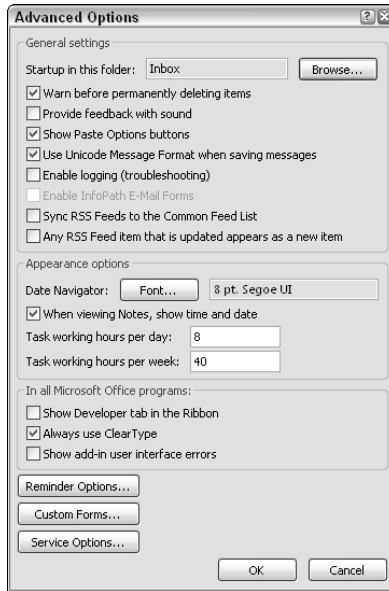 Advanced Options
General settings
Startup in this folder: Inbox Browse...
Warn before permanently deleting items
Provide feedback with sound
Show Paste Options buttons
Use Unicode Message Format when saving messages
Enable logging (troubleshooting)
Enable InfoPath E-Mail Forms
Sync RSS Feeds to the Common Feed List
Any RSS Feed item that is updated appears as a new item
Appearance options
Date Navigator: Font... 8 pt. Segoe UI
When viewing Notes, show time and date
Task working hours per day: 8
Task working hours per week: 40
In all Microsoft Office programs:
Show Developer tab in the Ribbon
Always use ClearType
Show add-in user interface errors
Reminder Options...
Custom Forms...
Service Options...
OK Cancel